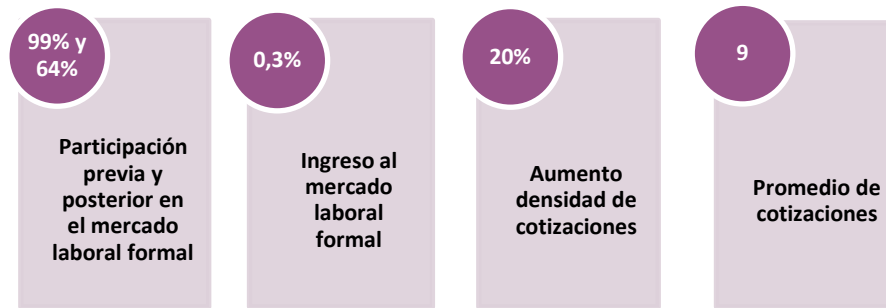 99% y
64%
Participación
previa y
posterior en
el mercado
laboral formal
0,3%
Ingreso al
mercado
laboral
formal
20%
Aumento
densidad de
cotizaciones
9
Promedio de
cotizaciones